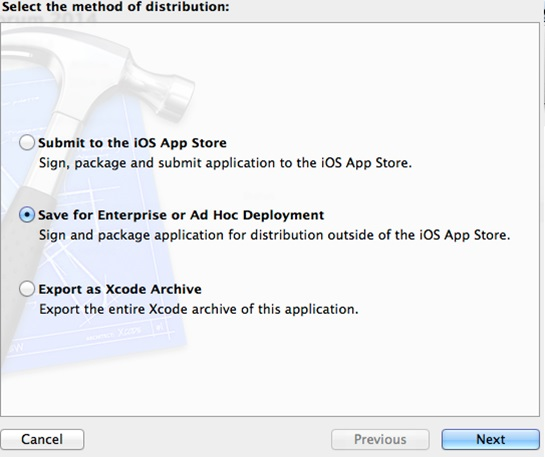 Select the method of distribution:
Submit to the iOS App Store
Sign, package and submit application to the iOS App Store.
Save for Enterprise or Ad Hoc Deployment
Sign and package application for distribution outside of the iOS App Store.
Export as Xcode Archive
Export the entire Xcode archive of this application.
Cancel
Previous
Next